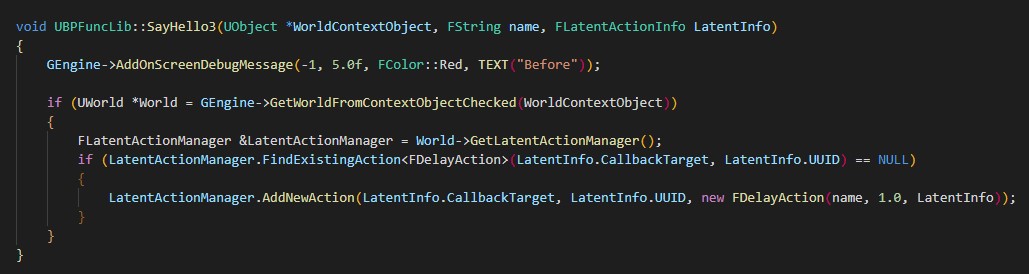 void UBPFuncLib::SayHello3(UObject *WorldContextObject, FString name, FLatentActionInfo LatentInfo)
{
    GEngine->AddOnScreenDebugMessage(-1, 5.0f, FColor::Red, TEXT("Before"));
    if (UWorld *World = GEngine->GetWorldFromContextObjectChecked(WorldContextObject))
    {
        FLatentActionManager &LatentActionManager = World->GetLatentActionManager();
        if (LatentActionManager.FindExistingAction<FDelayAction>(LatentInfo.CallbackTarget, LatentInfo.UUID) == NULL)
        {
            LatentActionManager.AddNewAction(LatentInfo.CallbackTarget, LatentInfo.UUID, new FDelayAction(name, 1.0, LatentInfo));
        }
    }
}